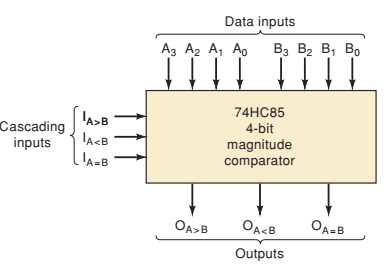 Data inputs
A3 A2 A1 A0 B3 B2 B1 B0
Cascading
inputs
IA>B
IA<B
IA=B
74HC85
4-bit
magnitude
comparator
OA>B OA<B OA=B
Outputs